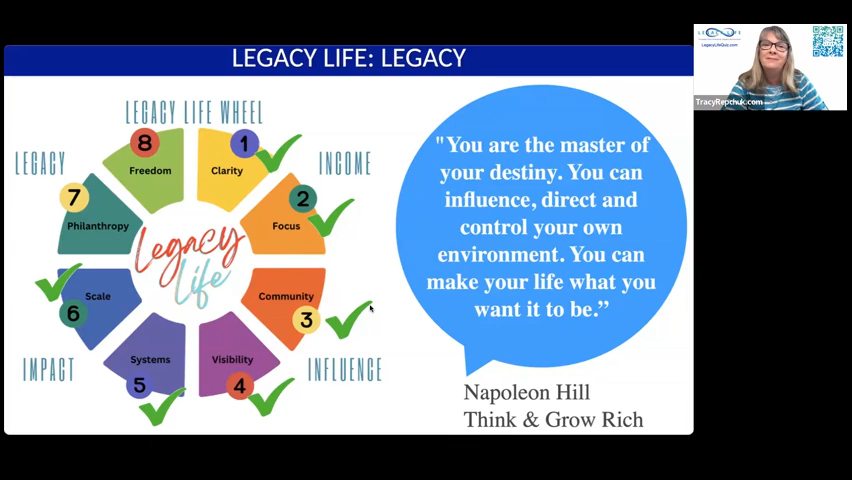 LEGACY LIFE: LEGACY
LEGACY LIFE WHEEL
LEGACY
INCOME
8
Freedom
1
Clarity
7
Philanthropy
2
Focus
Legacy
Life
6
Scale
Community
3
5
Systems
Visibility
4
IMPACT
INFLUENCE
"You are the master of
your destiny. You can
influence, direct and
control your own
environment. You can
make your life what you
want it to be.”
Napoleon Hill
Think & Grow Rich
LEGACY LIFE
LegacyLifeQuiz.com
TracyRepchuk.com